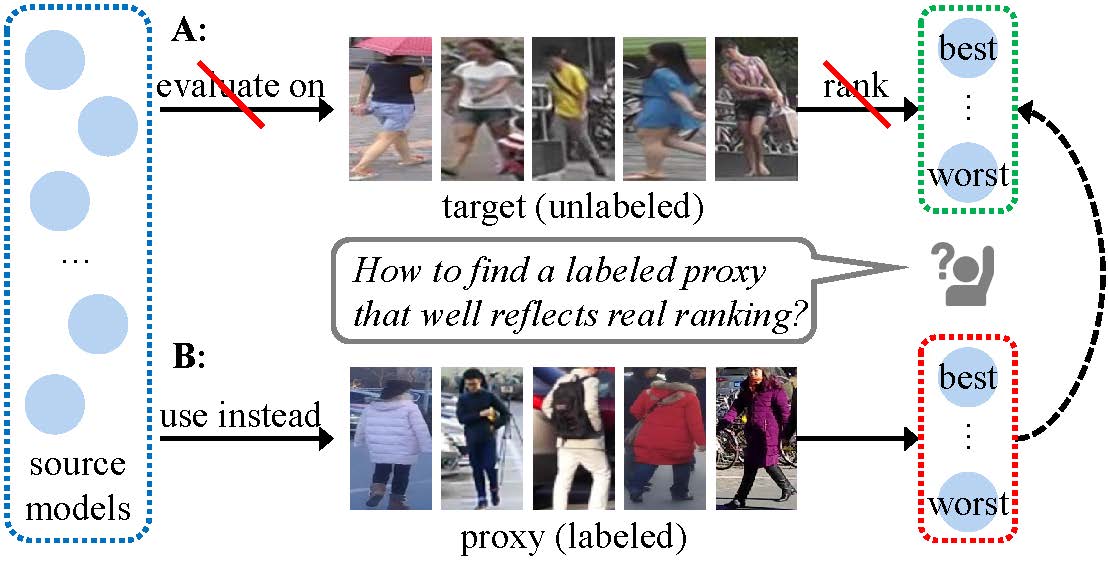 A:
evaluate on
rank
best
⋮
worst
target (unlabeled)
...
How to find a labeled proxy
that well reflects real ranking?
?
B:
use instead
best
⋮
worst
source
models
proxy (labeled)